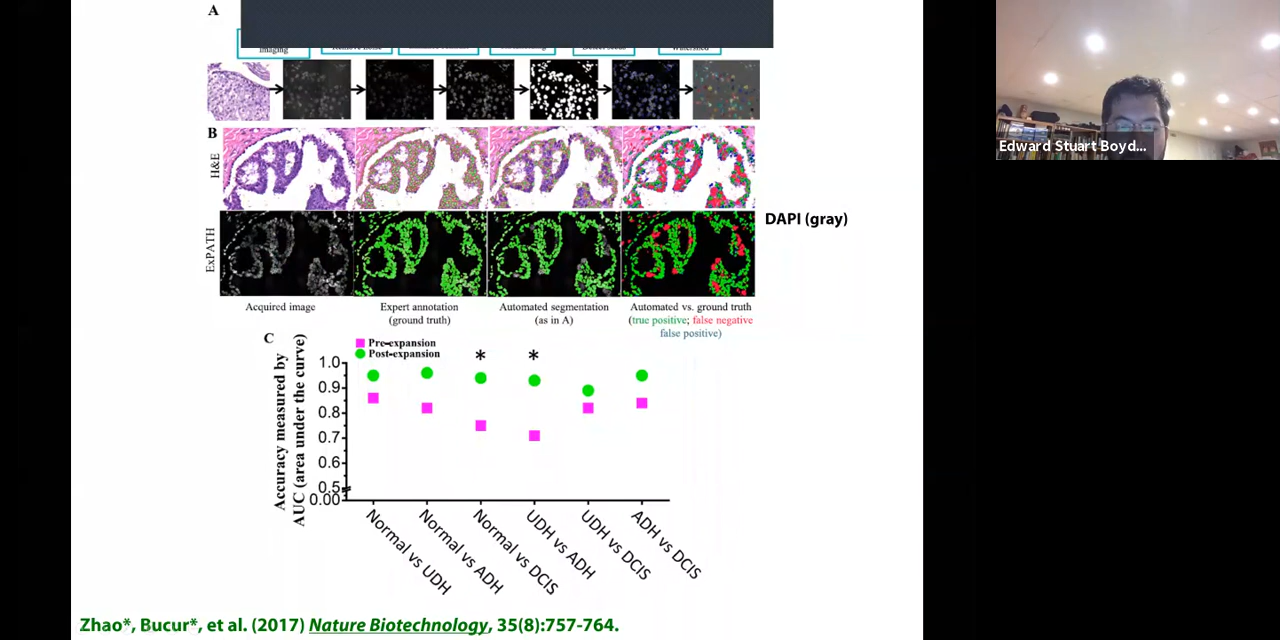 A
Imaging
Watershed
B
H&E
Edward Stuart Boyd...
DAPI (gray)
ExPATH
Acquired image
Expert annotation
(ground truth)
Automated segmentation
(as in A)
Automated vs. ground truth
(true positive; false negative
false positive)
C
Pre-expansion
Post-expansion
* *
Accuracy measured by
AUC (area under the curve)
1.0
0.9
0.8
0.7
0.6
0.5
0.00
Normal vs UDH
Normal vs ADH
Normal vs DCIS
UDH vs ADH
UDH vs DCIS
ADH vs DCIS
Zhao*, Bucur*, et al. (2017) Nature Biotechnology, 35(8):757-764.